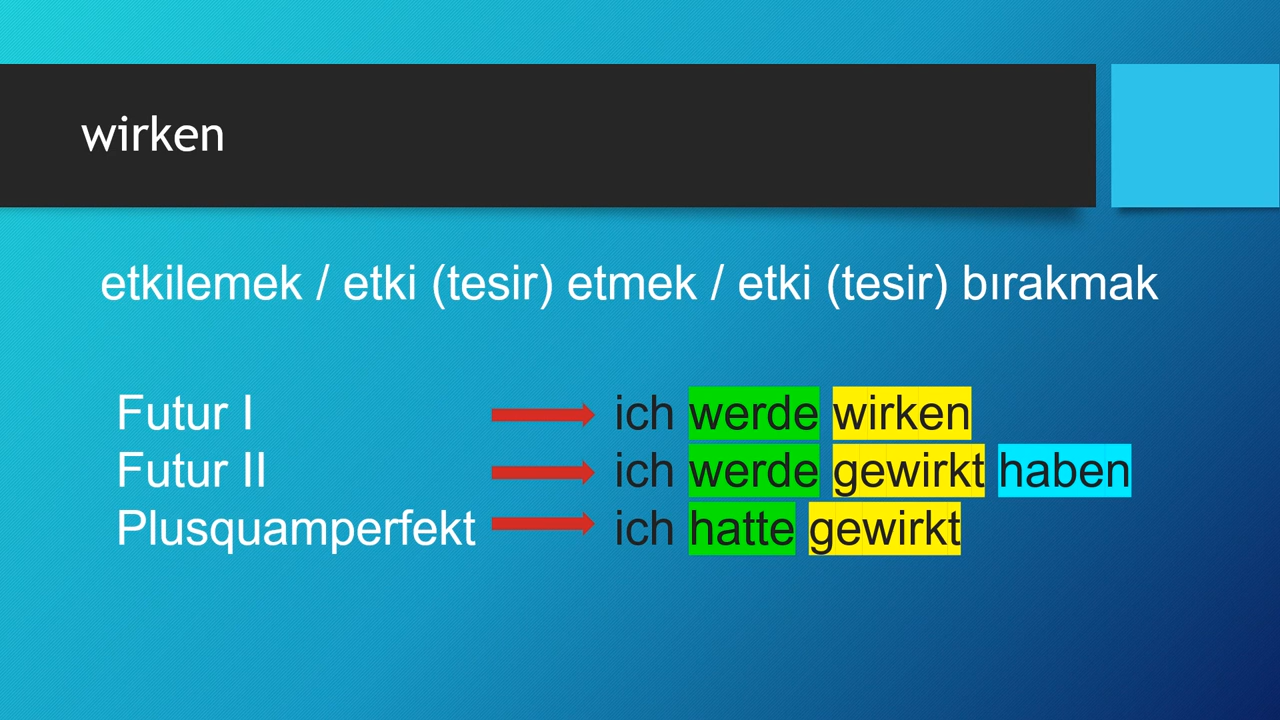 wirken
etkilemek / etki (tesir) etmek / etki (tesir) bırakmak
Futur I ich werde wirken
Futur II ich werde gewirkt haben
Plusquamperfekt ich hatte gewirkt